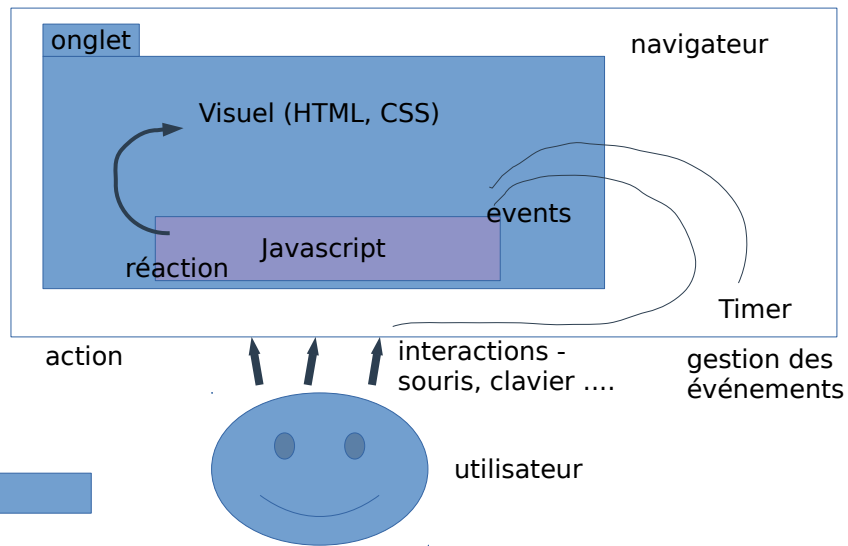 onglet
navigateur
Visuel (HTML, CSS)
events
Javascript
réaction
Timer
action
interactions -
souris, clavier ....
gestion des
événements
utilisateur